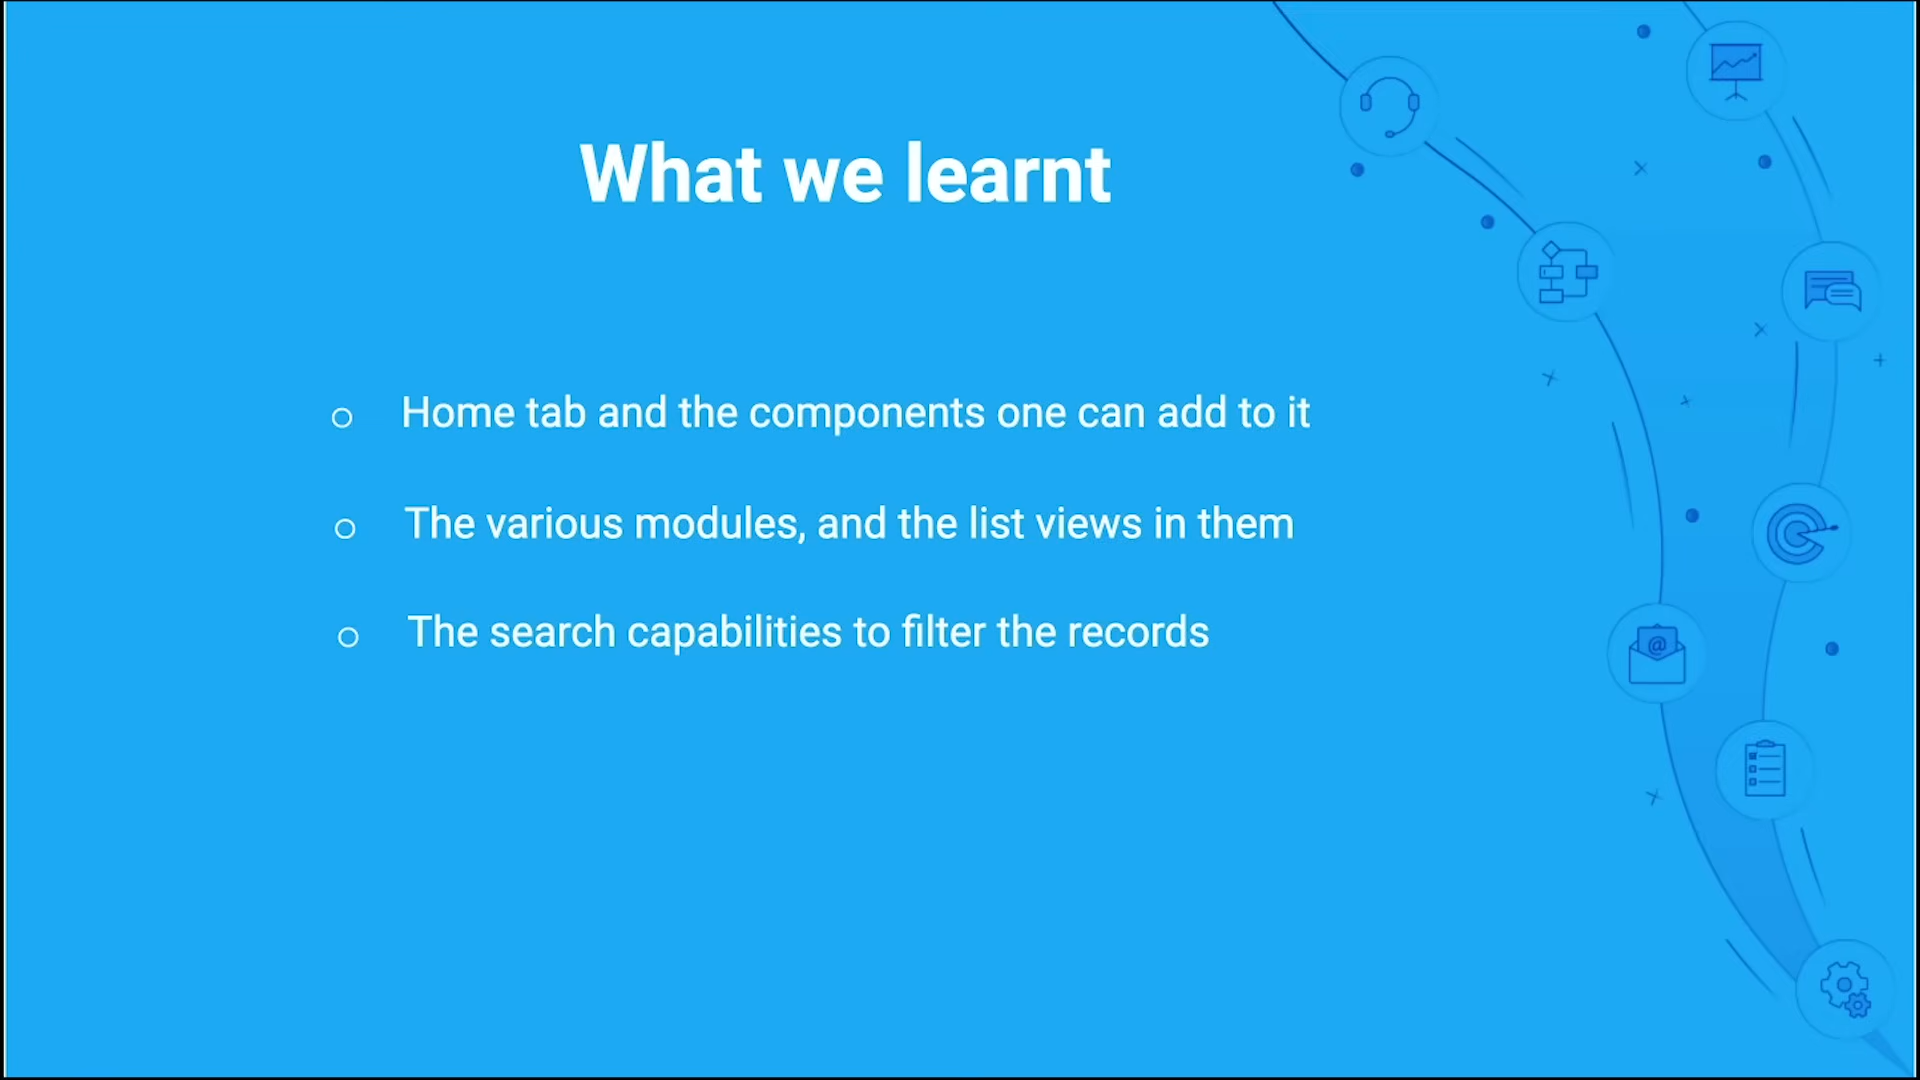 What we learnt
Home tab and the components one can add to it
The various modules, and the list views in them
The search capabilities to filter the records
@